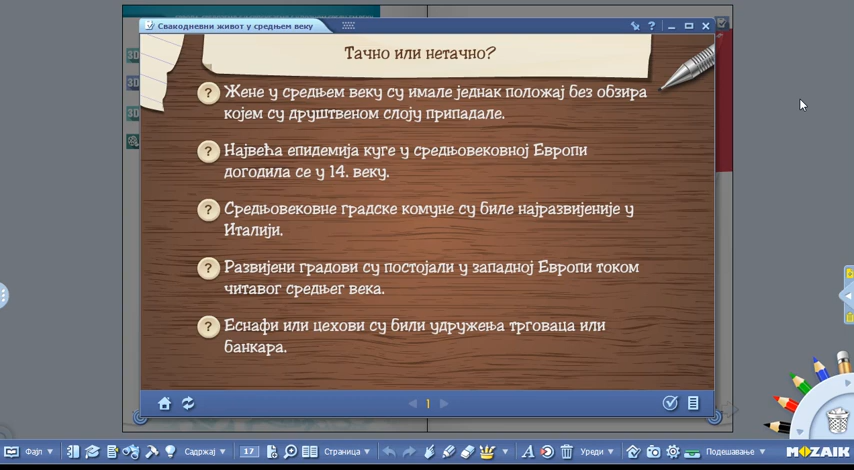 Свакодневни живот у средњем веку
Тачно или нетачно?
? Жене у средњем веку су имале једнак положај без обзира
којем су друштвеном слоју припадале.
? Највећа епидемија куге у средњовековној Европи
догодила се у 14. веку.
? Средњовековне градске комуне су биле најразвијеније у
Италији.
? Развијени градови су постојали у западној Европи током
читавог средњег века.
? Еснафи или цехови су били удружења трговаца или
банкара.
1
Фајл Садржај 17 Страница Уреди Подешавање MOZAIK